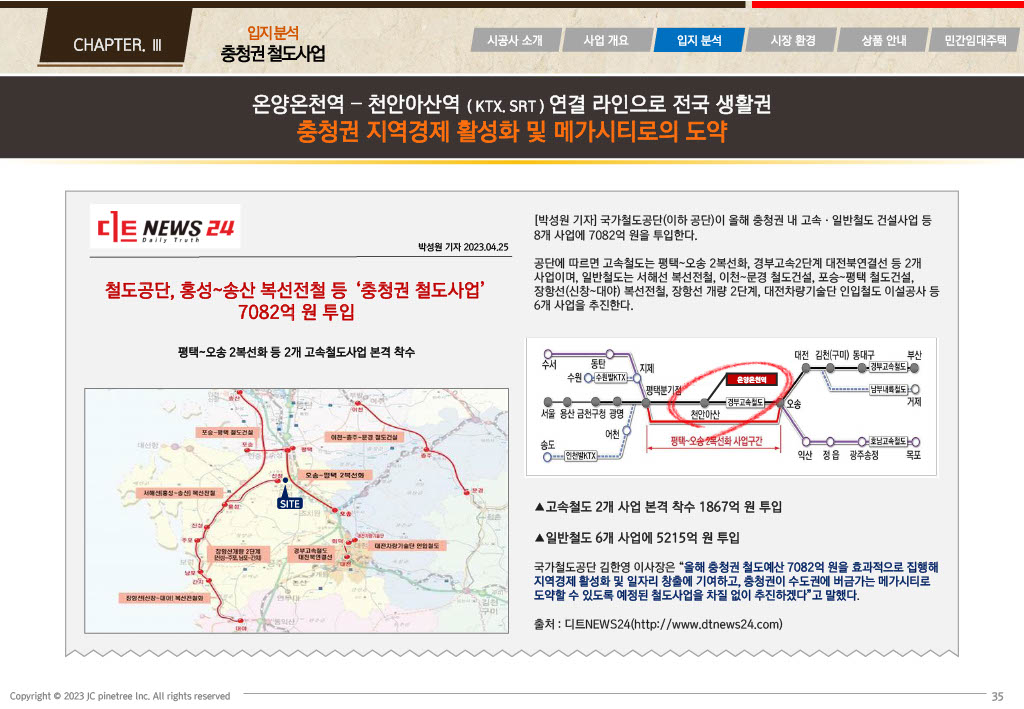 CHAPTER. Ⅲ
입지 분석
충청권 철도사업
시공사 소개
사업 개요
입지 분석
시장 환경
상품 안내
민간임대주택
온양온천역 – 천안아산역 ( KTX, SRT ) 연결 라인으로 전국 생활권
충청권 지역경제 활성화 및 메가시티로의 도약
디트 NEWS 24
Daily Truth
박성원 기자 2023.04.25
철도공단, 홍성~송산 복선전철 등 ‘충청권 철도사업’
7082억 원 투입
평택~오송 2복선화 등 2개 고속철도사업 본격 착수
송산
이천
포승~평택 철도건설
이천~충주~문경 철도건설
포승
평택
충주
오송~평택 2복선화
서해선(홍성~송산) 복선전철
SITE
문경
홍성
오송
신성
주포
장항선개량 2단계
(신성~주포,남포~간치)
경부고속철도
대전북연결선
대전차량기술단 인입철도
회덕
대전
보령
남포
간치
장항선(신창~대야) 복선전철화
대야
[박성원 기자] 국가철도공단(이하 공단)이 올해 충청권 내 고속 · 일반철도 건설사업 등
8개 사업에 7082억 원을 투입한다.
공단에 따르면 고속철도는 평택~오송 2복선화, 경부고속2단계 대전북연결선 등 2개
사업이며, 일반철도는 서해선 복선전철, 이천~문경 철도건설, 포승~평택 철도건설,
장항선(신창~대야) 복선전철, 장항선 개량 2단계, 대전차량기술단 인입철도 이설공사 등
6개 사업을 추진한다.
수서
동탄
지제
수원
수원발KTX
평택분기점
서울
용산
금천구청
광명
어천
송도
인천발KTX
온양온천역
천안아산
경부고속철도
오송
평택~오송 2복선화 사업구간
대전
김천(구미)
동대구
부산
경부고속철도
남부내륙철도
거제
익산
정읍
광주송정
호남고속철도
목포
▲고속철도 2개 사업 본격 착수 1867억 원 투입
▲일반철도 6개 사업에 5215억 원 투입
국가철도공단 김한영 이사장은 “올해 충청권 철도예산 7082억 원을 효과적으로 집행해
지역경제 활성화 및 일자리 창출에 기여하고, 충청권이 수도권에 버금가는 메가시티로
도약할 수 있도록 예정된 철도사업을 차질 없이 추진하겠다”고 말했다.
출처 : 디트NEWS24(http://www.dtnews24.com)
Copyright © 2023 JC pinetree Inc. All rights reserved
35